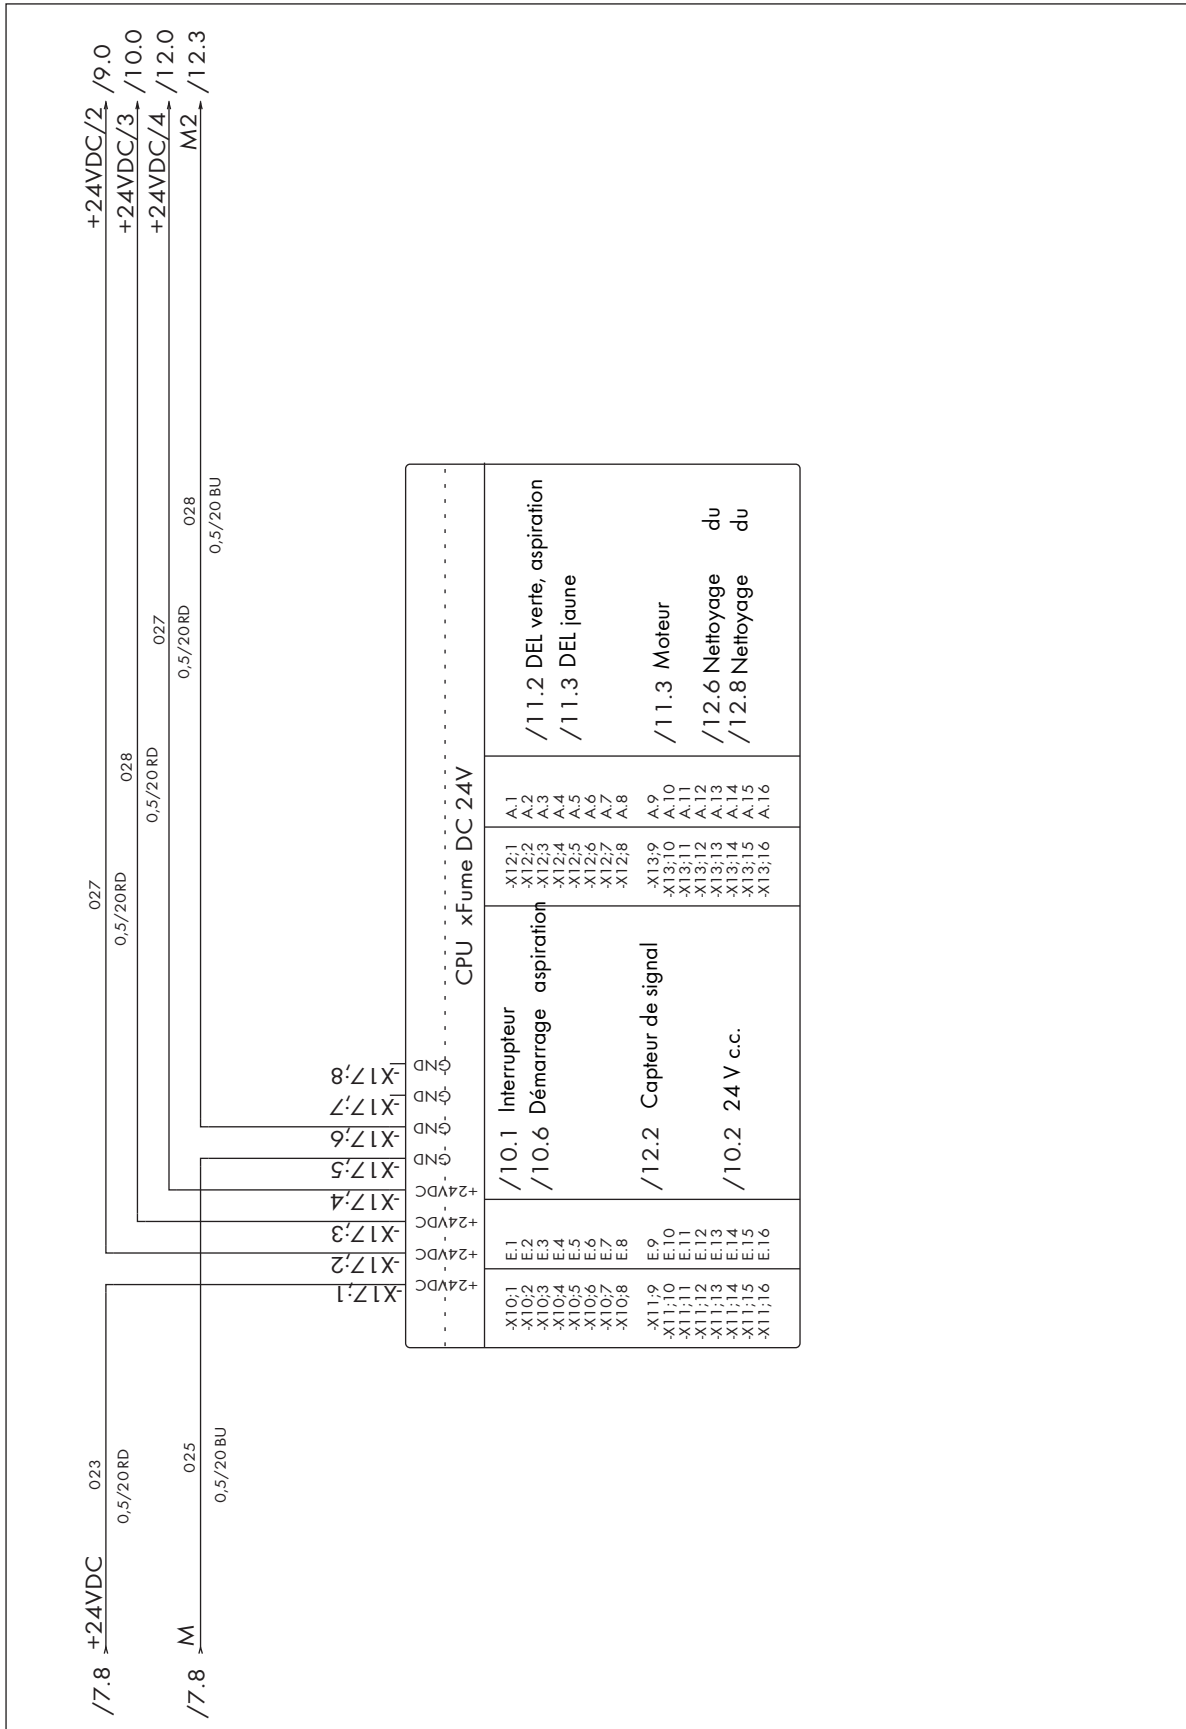 /7.8 +24VDC
023
0,5/20RD
027
0,5/20RD
+24VDC/2 /9.0
028
0,5/20 RD
+24VDC/3 /10.0
027
0,5/20RD
+24VDC/4 /12.0
/7.8 M
025
0,5/20 BU
028
0,5/20 BU
M2 /12.3
-X17;1
-X17;2
-X17;3
-X17;4
-X17;5
-X17;6
-X17;7
-X17;8
+24VDC
+24VDC
+24VDC
+24VDC
GND
GND
GND
GND
CPU xFume DC 24V
-X10;1 E.1 /10.1 Interrupteur
-X10;2 E.2
-X10;3 E.3 /10.6 Démarrage aspiration
-X10;4 E.4
-X10;5 E.5
-X10;6 E.6
-X10;7 E.7
-X10;8 E.8
-X11;9 E.9 /12.2 Capteur de signal
-X11;10 E.10
-X11;11 E.11
-X11;12 E.12
-X11;13 E.13
-X11;14 E.14 /10.2 24 V c.c.
-X11;15 E.15
-X11;16 E.16
-X12;1 A.1
-X12;2 A.2
-X12;3 A.3 /11.2 DEL verte, aspiration
-X12;4 A.4
-X12;5 A.5 /11.3 DEL jaune
-X12;6 A.6
-X12;7 A.7
-X12;8 A.8
-X13;9 A.9
-X13;10 A.10 /11.3 Moteur
-X13;11 A.11
-X13;12 A.12
-X13;13 A.13 /12.6 Nettoyage du
-X13;14 A.14
-X13;15 A.15 /12.8 Nettoyage du
-X13;16 A.16